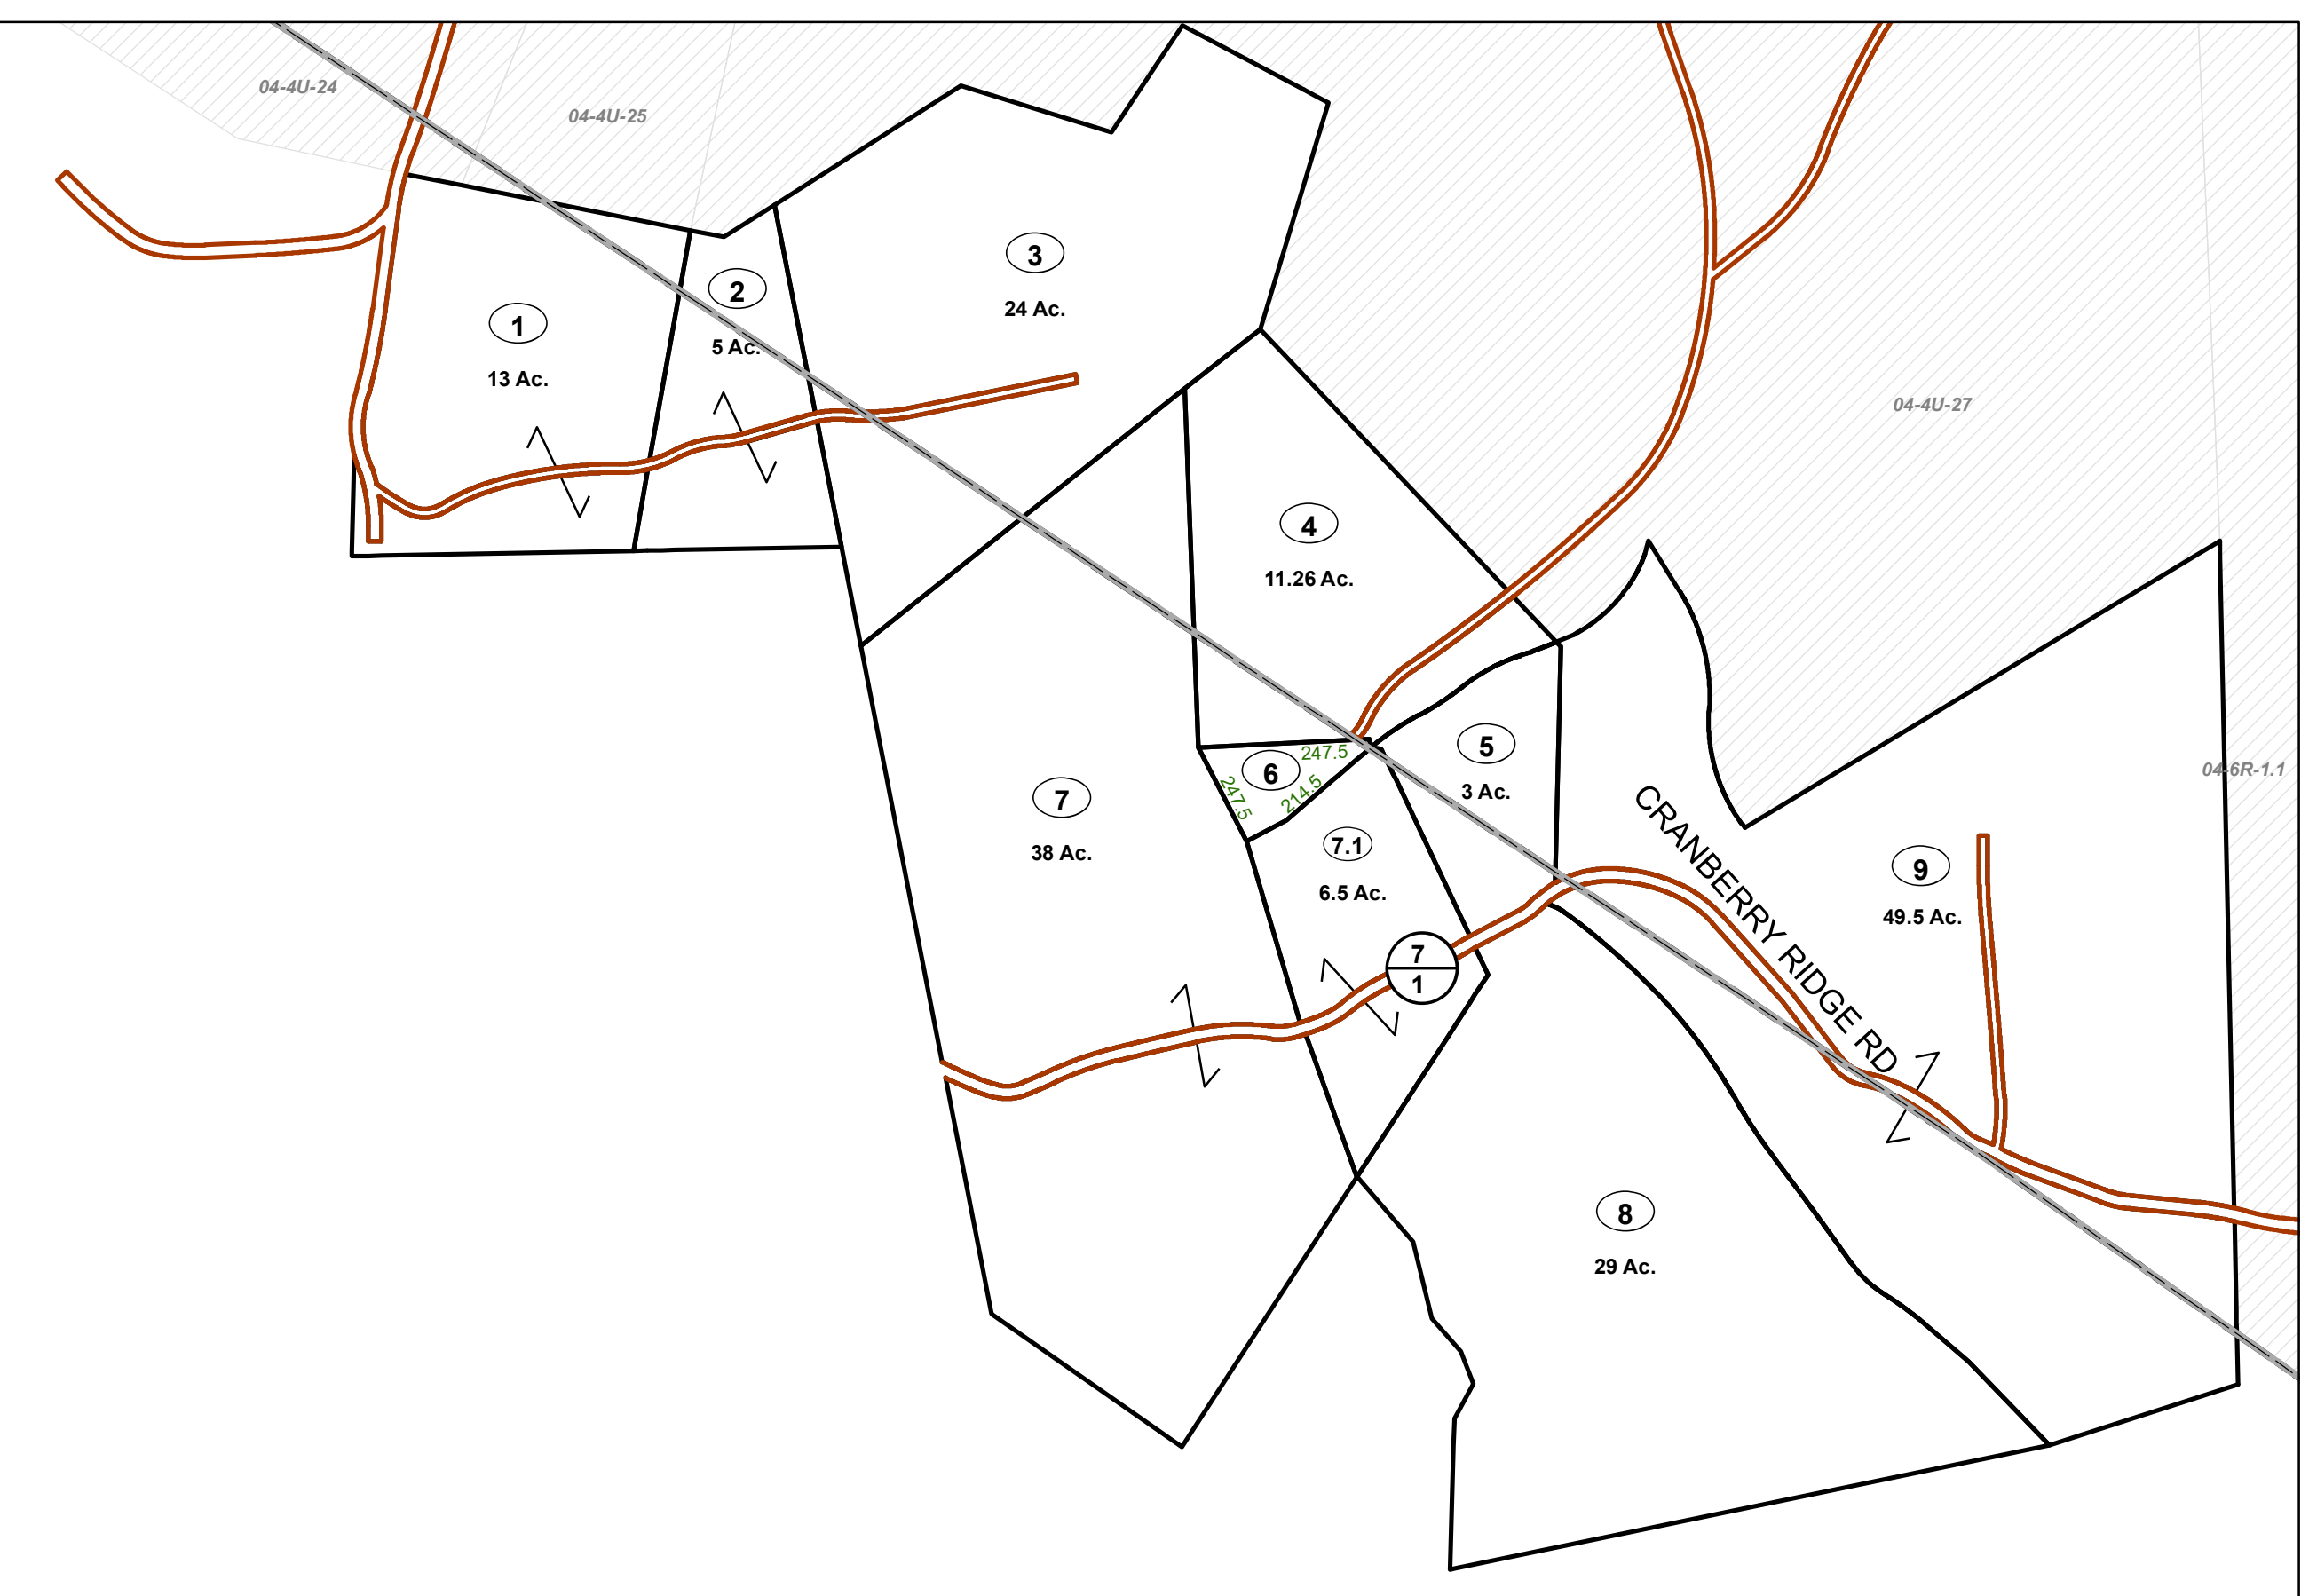 04-4U-24
04-4U-25
3
24 Ac.
2
5 Ac.
1
13 Ac.
04-4U-27
4
11.26 Ac.
5
3 Ac.
247.5
6
247.5
214.5
7
38 Ac.
7.1
6.5 Ac.
04-6R-1.1
CRANBERRY RIDGE RD
9
49.5 Ac.
7
1
8
29 Ac.